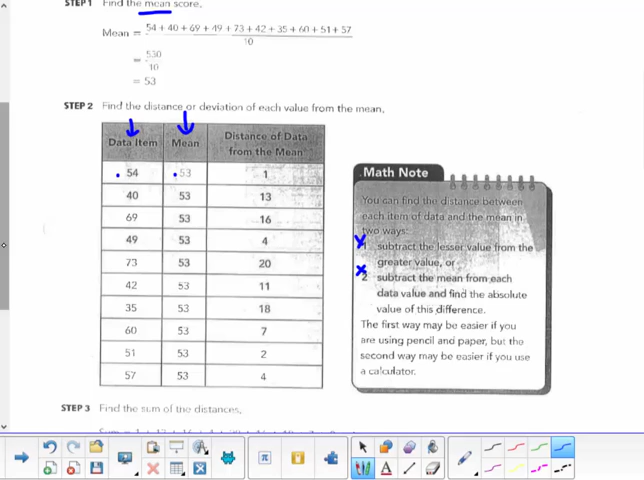 STEP 1 Find the mean score.
Mean = 54 + 40 + 69 + 49 + 73 + 42 + 35 + 60 + 51 + 57
10
= 530
10
= 53
STEP 2 Find the distance or deviation of each value from the mean.
Data Item Mean Distance of Data from the Mean
54 53 1
40 53 13
69 53 16
49 53 4
73 53 20
42 53 11
35 53 18
60 53 7
51 53 2
57 53 4
Math Note
You can find the distance between
each item of data and the mean in
two ways:
1 subtract the lesser value from the
greater value, or
2 subtract the mean from each
data value and find the absolute
value of this difference.
The first way may be easier if you
are using pencil and paper, but the
second way may be easier if you use
a calculator.
STEP 3 Find the sum of the distances.
π
A